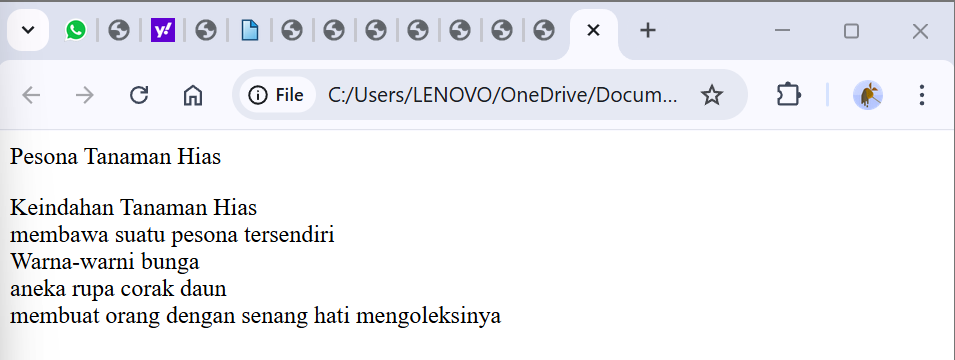 File
C:/Users/LENOVO/OneDrive/Docum...
Pesona Tanaman Hias
Keindahan Tanaman Hias
membawa suatu pesona tersendiri
Warna-warni bunga
aneka rupa corak daun
membuat orang dengan senang hati mengoleksinya